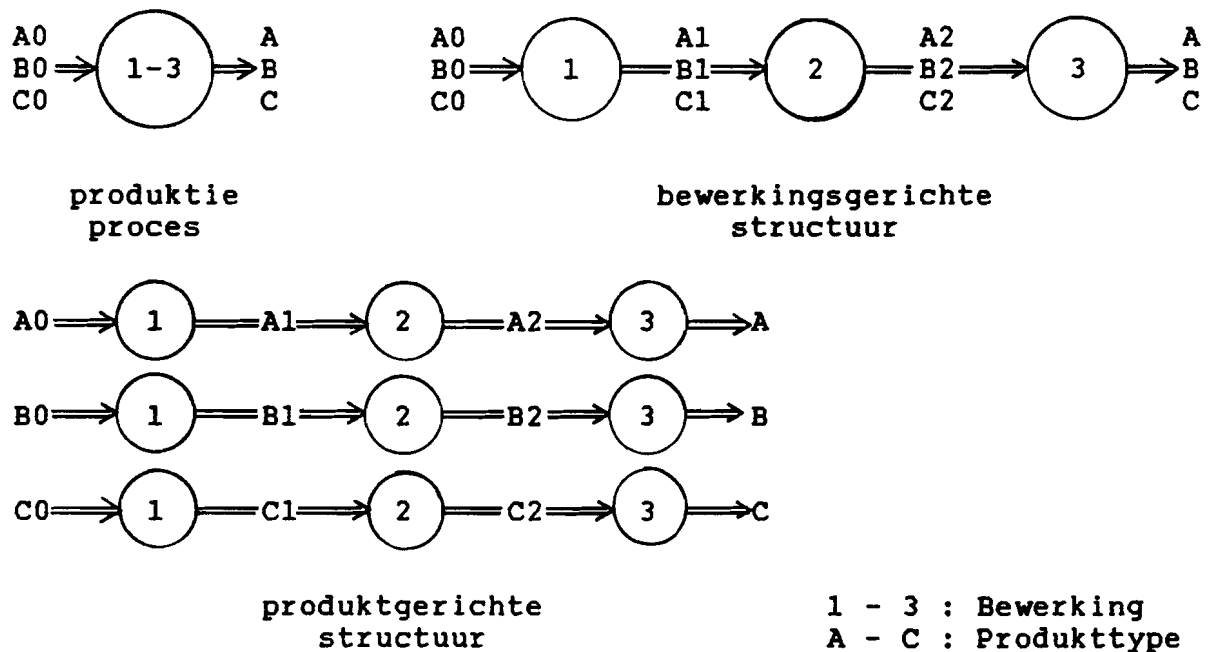 A0 A A0 A1 A2 A
B0 1-3 B B0 1 B1 2 B2 3 B
C0 C C0 C1 C2 C
produktie bewerkingsgerichte
proces structuur
A0 1 A1 2 A2 3 A
B0 1 B1 2 B2 3 B
C0 1 C1 2 C2 3 C
produktgerichte 1 - 3 : Bewerking
structuur A - C : Produkttype